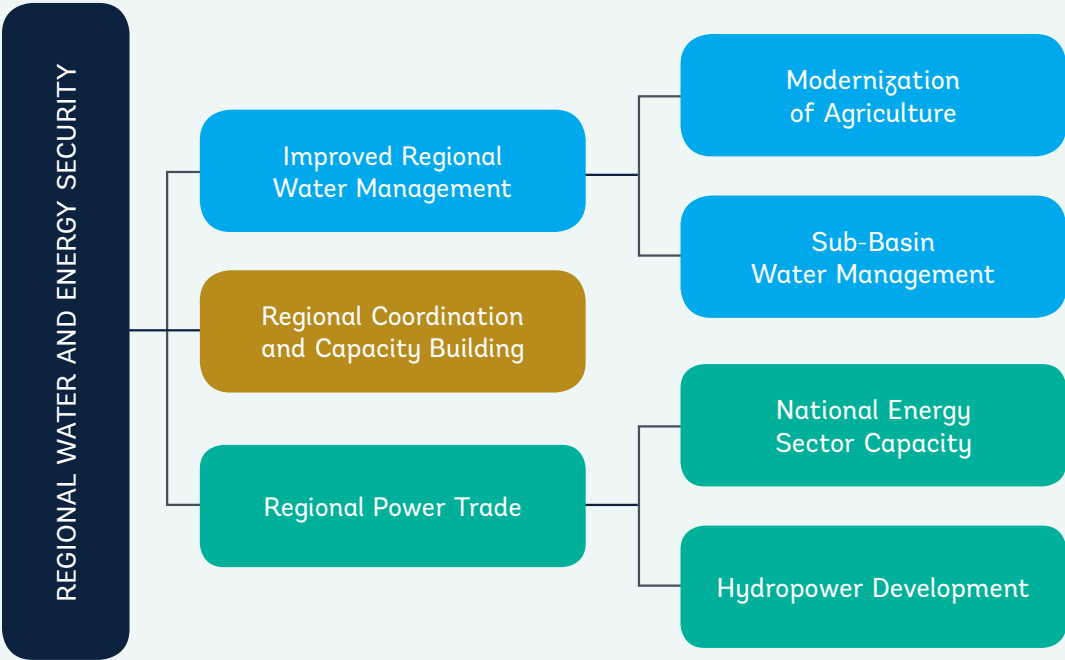 REGIONAL WATER AND ENERGY SECURITY
Improved Regional
Water Management
Modernization
of Agriculture
Sub-Basin
Water Management
Regional Coordination
and Capacity Building
Regional Power Trade
National Energy
Sector Capacity
Hydropower Development